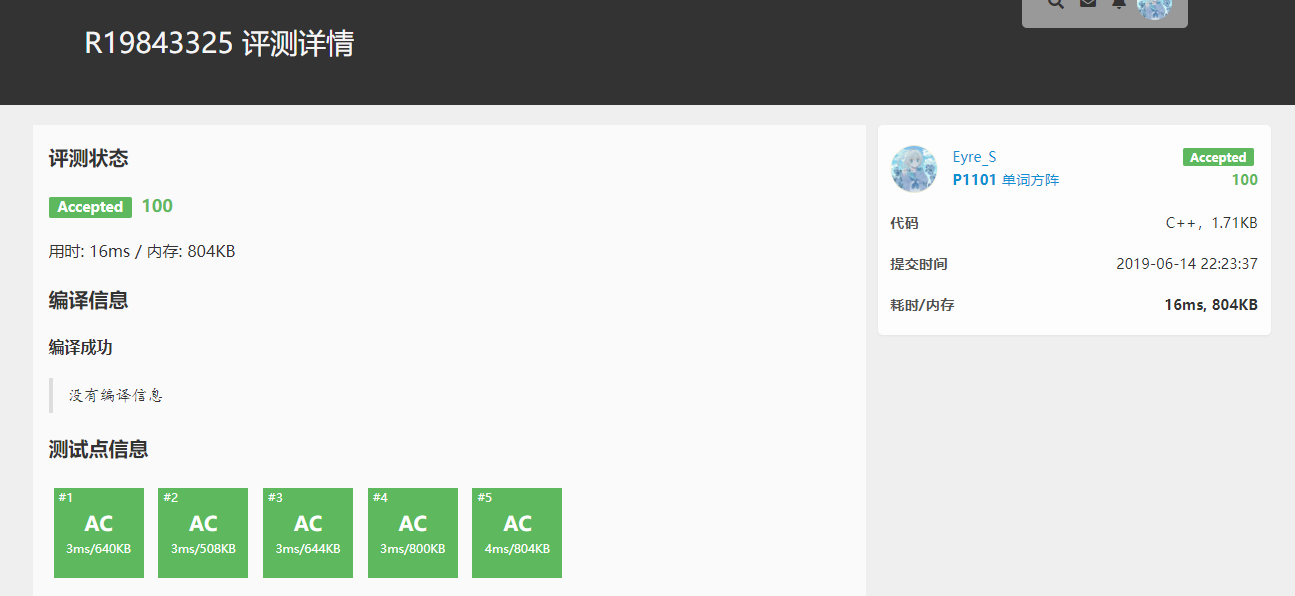 R19843325 评测详情
评测状态
Accepted 100
用时: 16ms / 内存: 804KB
编译信息
编译成功
没有编译信息
测试点信息
#1
AC
3ms/640KB
#2
AC
3ms/508KB
#3
AC
3ms/644KB
#4
AC
3ms/800KB
#5
AC
4ms/804KB
Eyre_S Accepted
P1101 单词方阵 100
代码 C++，1.71KB
提交时间 2019-06-14 22:23:37
耗时/内存 16ms, 804KB